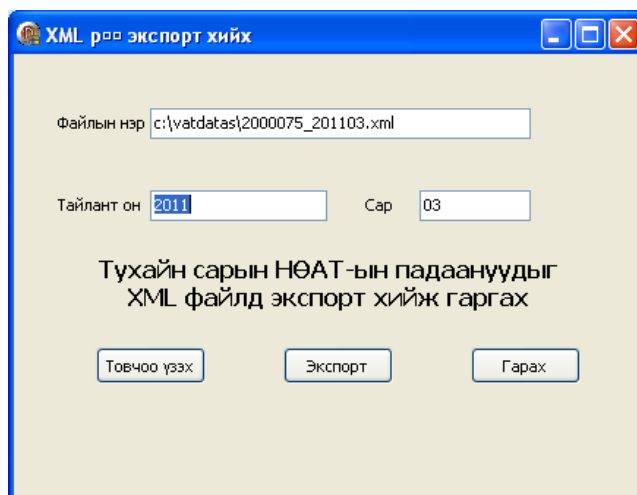 XML р¤¤ экспорт хийх
Файлын нэр c:\vatdatas\2000075_201103.xml
Тайлант он 2011 Сар 03
Тухайн сарын НӨАТ-ын падаануудыг
XML файлд экспорт хийж гаргах
Товчоо үзэх Экспорт Гарах